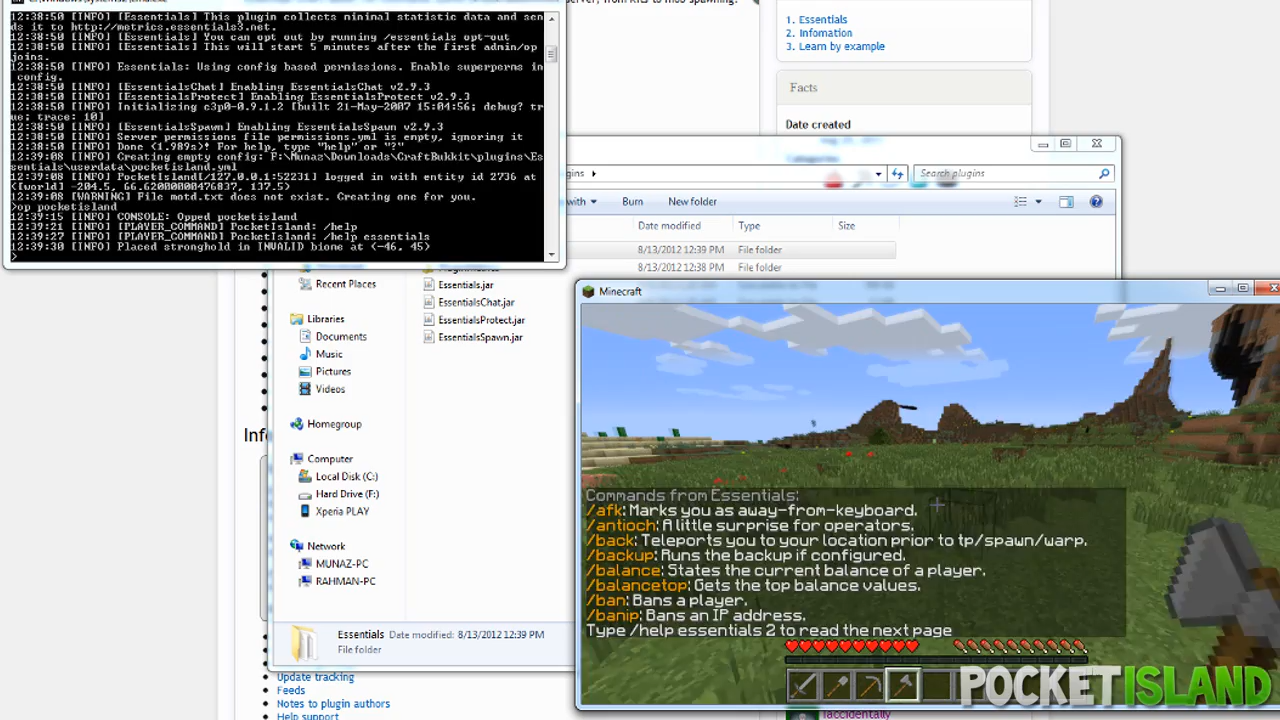 12:38:50 [INFO] [Essentials] This plugin collects minimal statistic data and sen
ds it to http://metrics.essentials3.net.
12:38:50 [INFO] [Essentials] You can opt out by running /essentials opt-out
12:38:50 [INFO] [Essentials] This will start 5 minutes after the first admin/op
joins.
12:38:50 [INFO] Essentials: Using config based permissions. Enable superperms in
config.
12:38:50 [INFO] [EssentialsChat] Enabling EssentialsChat v2.9.3
12:38:50 [INFO] [EssentialsProtect] Enabling EssentialsProtect v2.9.3
12:38:50 [INFO] Initializing c3p0-0.9.1.2 [built 21-May-2007 15:04:56; debug? tr
ue; trace: 10]
12:38:50 [INFO] [EssentialsSpawn] Enabling EssentialsSpawn v2.9.3
12:38:50 [INFO] Server permissions file permissions.yml is empty, ignoring it
12:38:50 [INFO] Done (1.989s)! For help, type "help" or "?"
12:39:08 [INFO] Creating empty config: F:\Munaz\Downloads\CraftBukkit\plugins\Es
sentials\userdata\pocketisland.yml
12:39:08 [INFO] PocketIsland[/127.0.0.1:52231] logged in with entity id 2736 at
([world] -204.5, 66.62000000476837, 137.5)
12:39:08 [WARNING] File motd.txt does not exist. Creating one for you.
>op pocketisland
12:39:15 [INFO] CONSOLE: Opped pocketisland
12:39:21 [INFO] [PLAYER_COMMAND] PocketIsland: /help
12:39:27 [INFO] [PLAYER_COMMAND] PocketIsland: /help essentials
12:39:30 [INFO] Placed stronghold in INVALID biome at (-46, 45)
>
1. Essentials
2. Infomation
3. Learn by example
Facts
Date created
Search plugins
with
Burn
New folder
Date modified
Type
Size
8/13/2012 12:39 PM File folder
8/13/2012 12:38 PM File folder
Recent Places
Libraries
Documents
Music
Pictures
Videos
Homegroup
Computer
Local Disk (C:)
Hard Drive (F:)
Xperia PLAY
Network
MUNAZ-PC
RAHMAN-PC
Essentials.jar
EssentialsChat.jar
EssentialsProtect.jar
EssentialsSpawn.jar
Essentials Date modified: 8/13/2012 12:39 PM
File folder
Update tracking
Feeds
Notes to plugin authors
Help support
Minecraft
Commands from Essentials:
/afk: Marks you as away-from-keyboard.
/antioch: A little surprise for operators.
/back: Teleports you to your location prior to tp/spawn/warp.
/backup: Runs the backup if configured.
/balance: States the current balance of a player.
/balancetop: Gets the top balance values.
/ban: Bans a player.
/banip: Bans an IP address.
Type /help essentials 2 to read the next page
POCKETISLAND